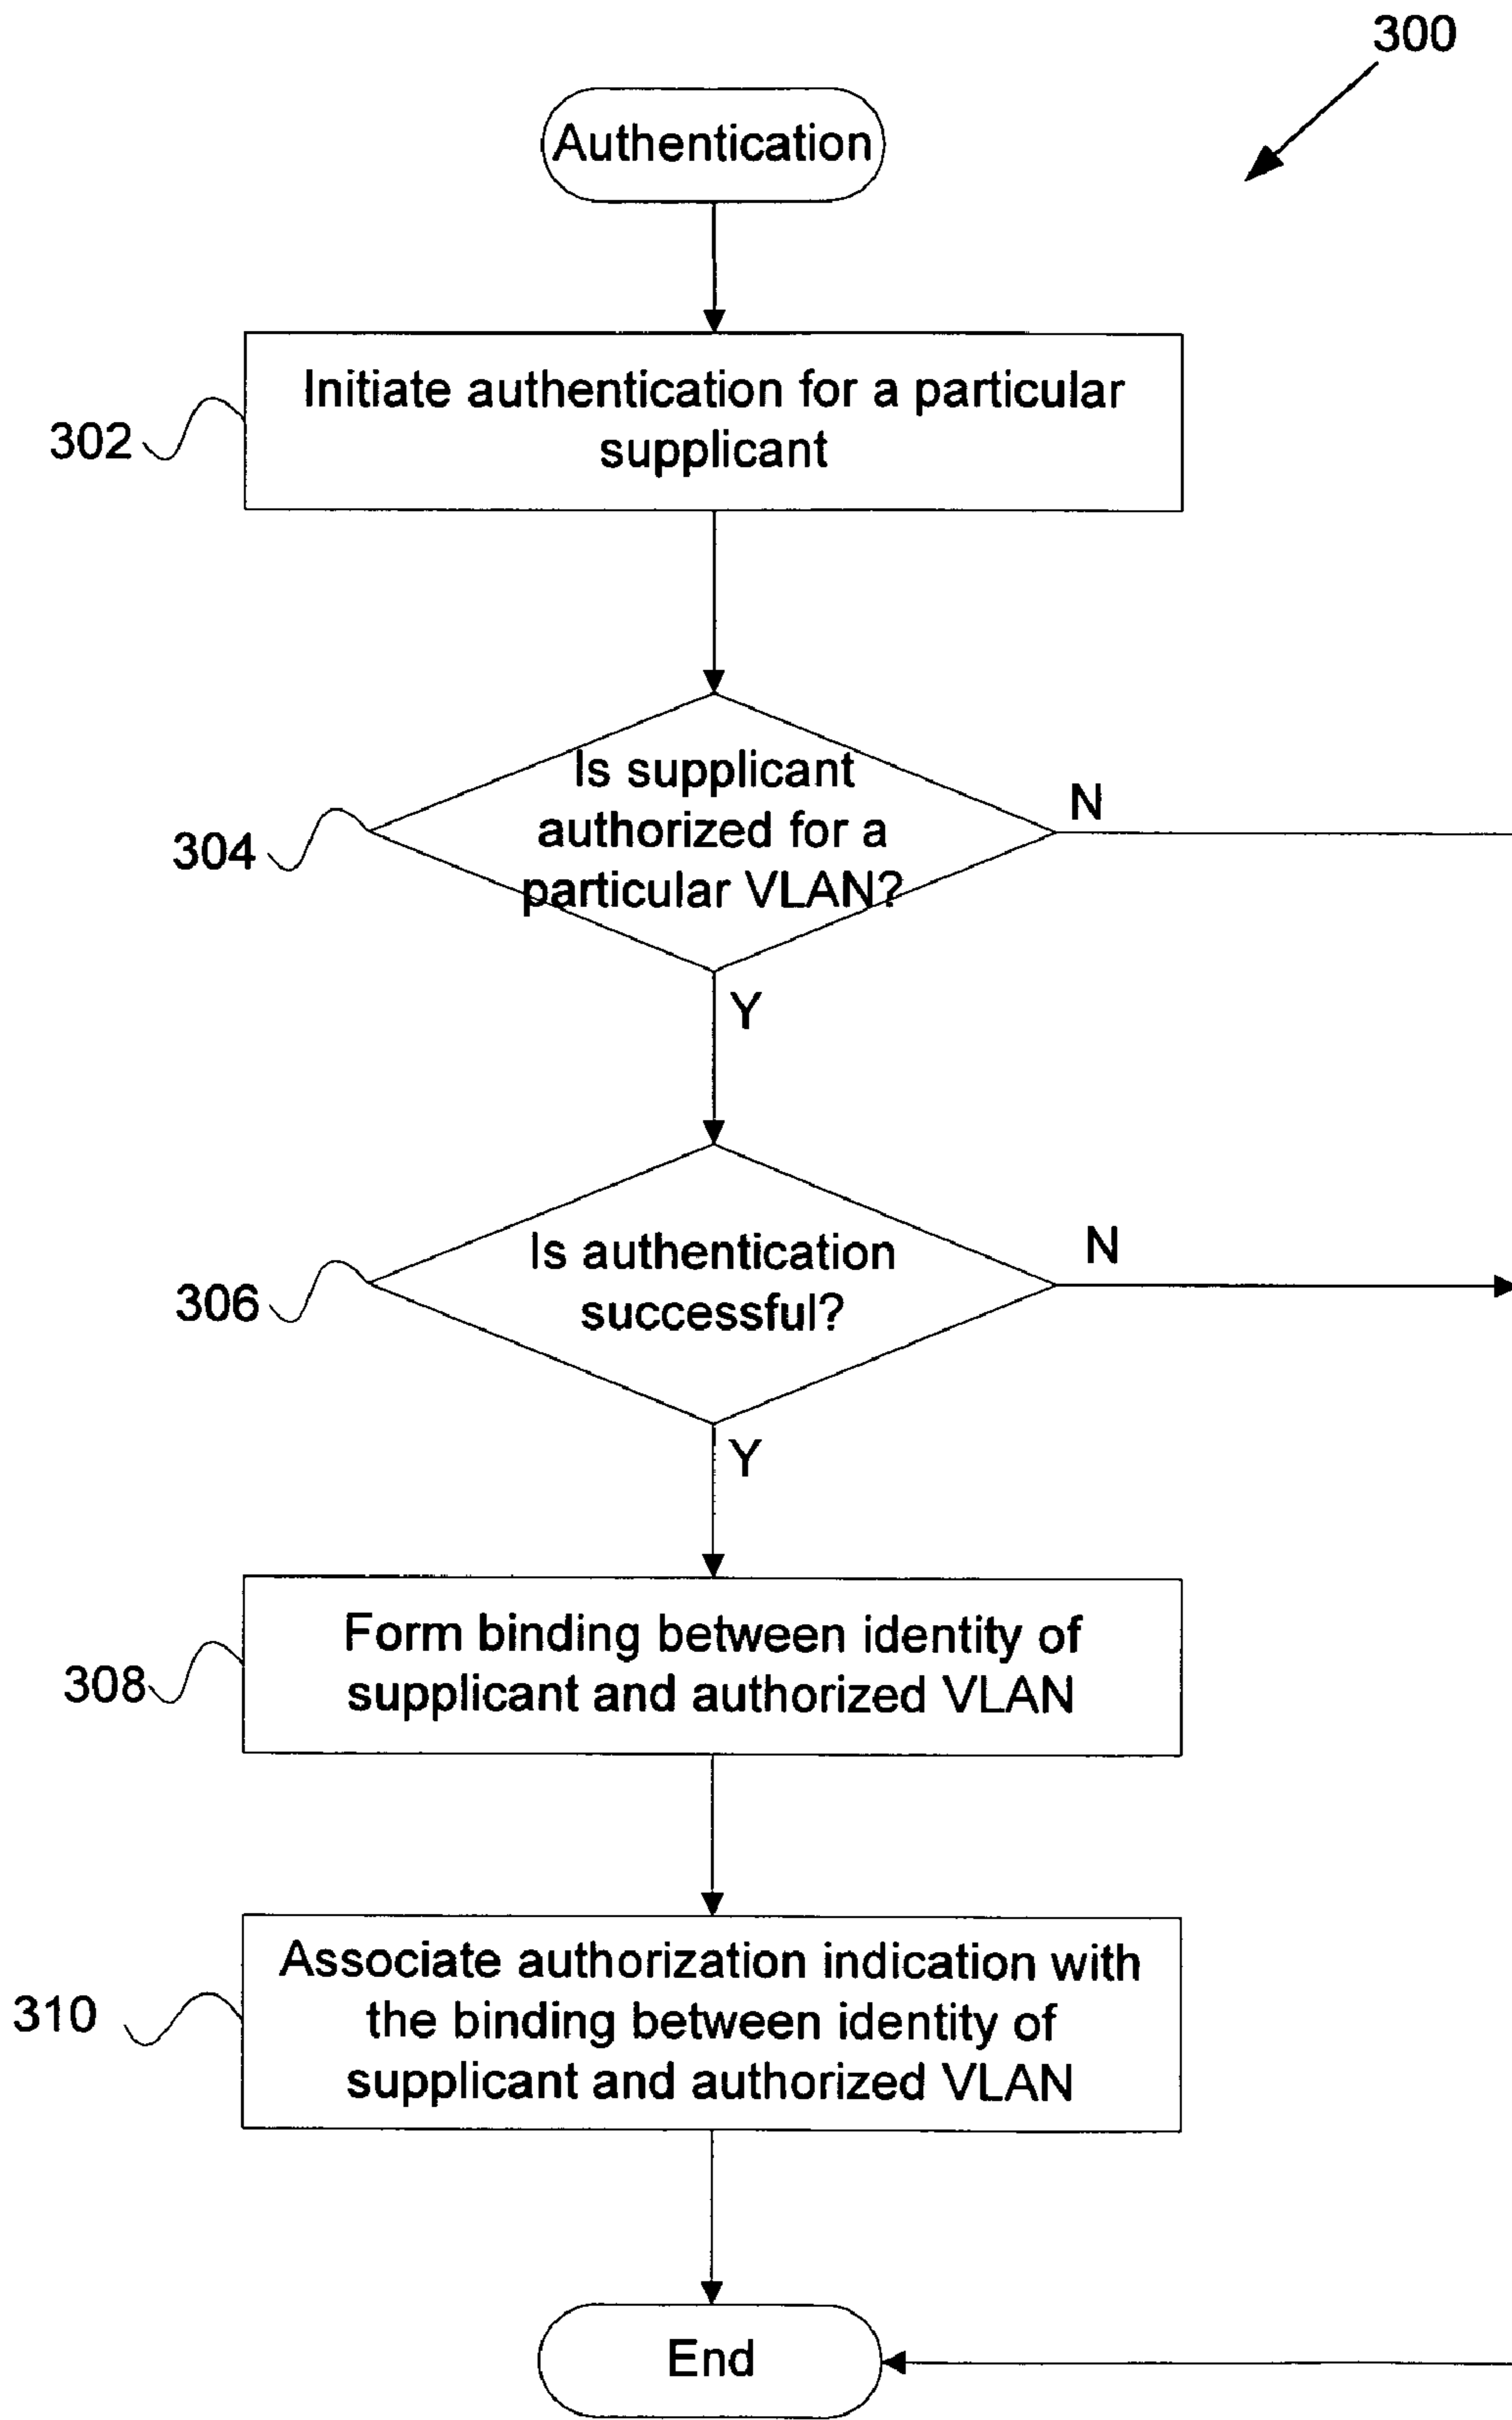 300
Authentication
Initiate authentication for a particular
supplicant
302
Is supplicant
authorized for a
particular VLAN?
304
N
Y
Is authentication
successful?
306
N
Y
Form binding between identity of
supplicant and authorized VLAN
308
Associate authorization indication with
the binding between identity of
supplicant and authorized VLAN
310
End